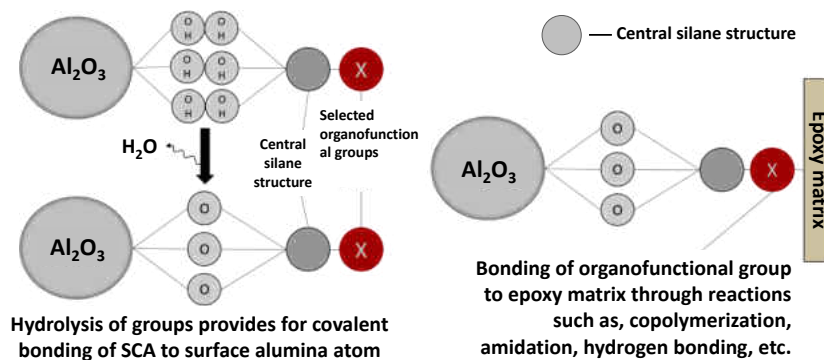 Al₂O₃
O H O H
O H O H
O H O H
X
H₂O
Central
silane
structure
Selected
organofunction
al groups
Al₂O₃
O
O
O
X
Hydrolysis of groups provides for covalent
bonding of SCA to surface alumina atom
— Central silane structure
Al₂O₃
O
O
O
X
Epoxy matrix
Bonding of organofunctional group
to epoxy matrix through reactions
such as, copolymerization,
amidation, hydrogen bonding, etc.